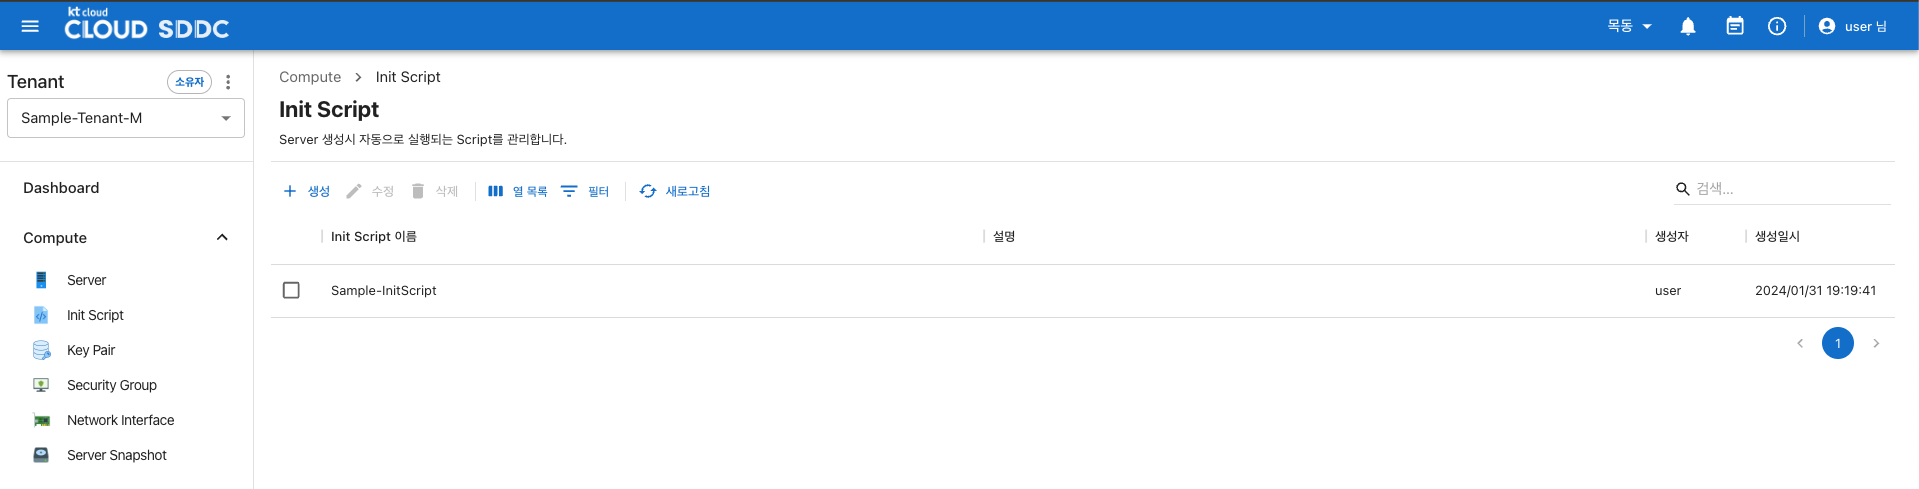 kt cloud
CLOUD SDDC
목동
user 님
Tenant
소유자
Sample-Tenant-M
Dashboard
Compute
Server
Init Script
Key Pair
Security Group
Network Interface
Server Snapshot
Compute > Init Script
Init Script
Server 생성시 자동으로 실행되는 Script를 관리합니다.
생성 수정 삭제 열 목록 필터 새로고침
검색...
Init Script 이름 설명 생성자 생성일시
Sample-InitScript user 2024/01/31 19:19:41
1